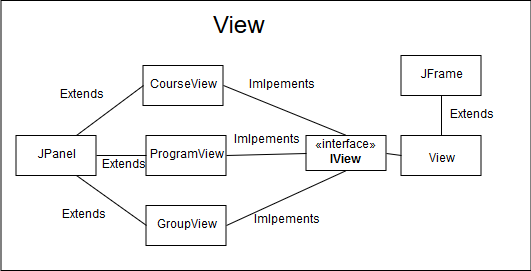 View
CourseView
JFrame
Extends
Imlpements
Extends
Imlpements
«interface»
IView
JPanel
Extends
ProgramView
View
Extends
GroupView
Imlpements